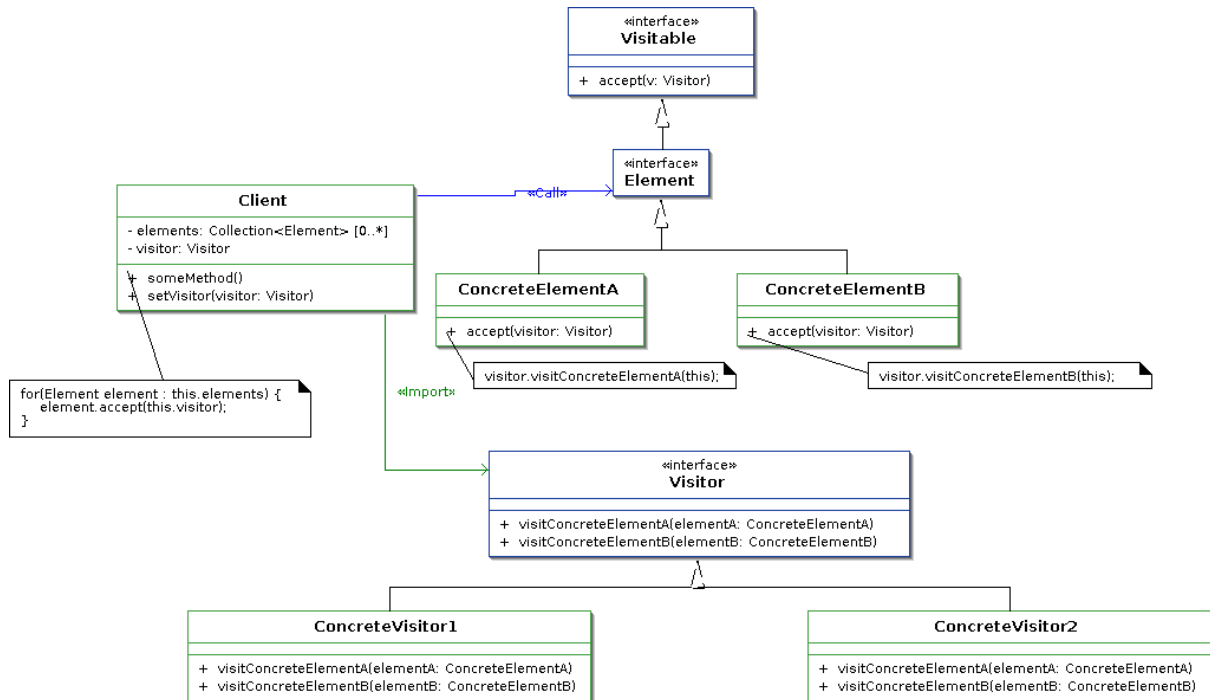 «interface»
Visitable
+ accept(v: Visitor)
«interface»
Element
«Call»
Client
- elements: Collection<Element> [0..*]
- visitor: Visitor
+ someMethod()
+ setVisitor(visitor: Visitor)
ConcreteElementA
+ accept(visitor: Visitor)
ConcreteElementB
+ accept(visitor: Visitor)
visitor.visitConcreteElementA(this);
visitor.visitConcreteElementB(this);
for(Element element : this.elements) {
element.accept(this.visitor);
}
«Import»
«interface»
Visitor
+ visitConcreteElementA(elementA: ConcreteElementA)
+ visitConcreteElementB(elementB: ConcreteElementB)
ConcreteVisitor1
+ visitConcreteElementA(elementA: ConcreteElementA)
+ visitConcreteElementB(elementB: ConcreteElementB)
ConcreteVisitor2
+ visitConcreteElementA(elementA: ConcreteElementA)
+ visitConcreteElementB(elementB: ConcreteElementB)